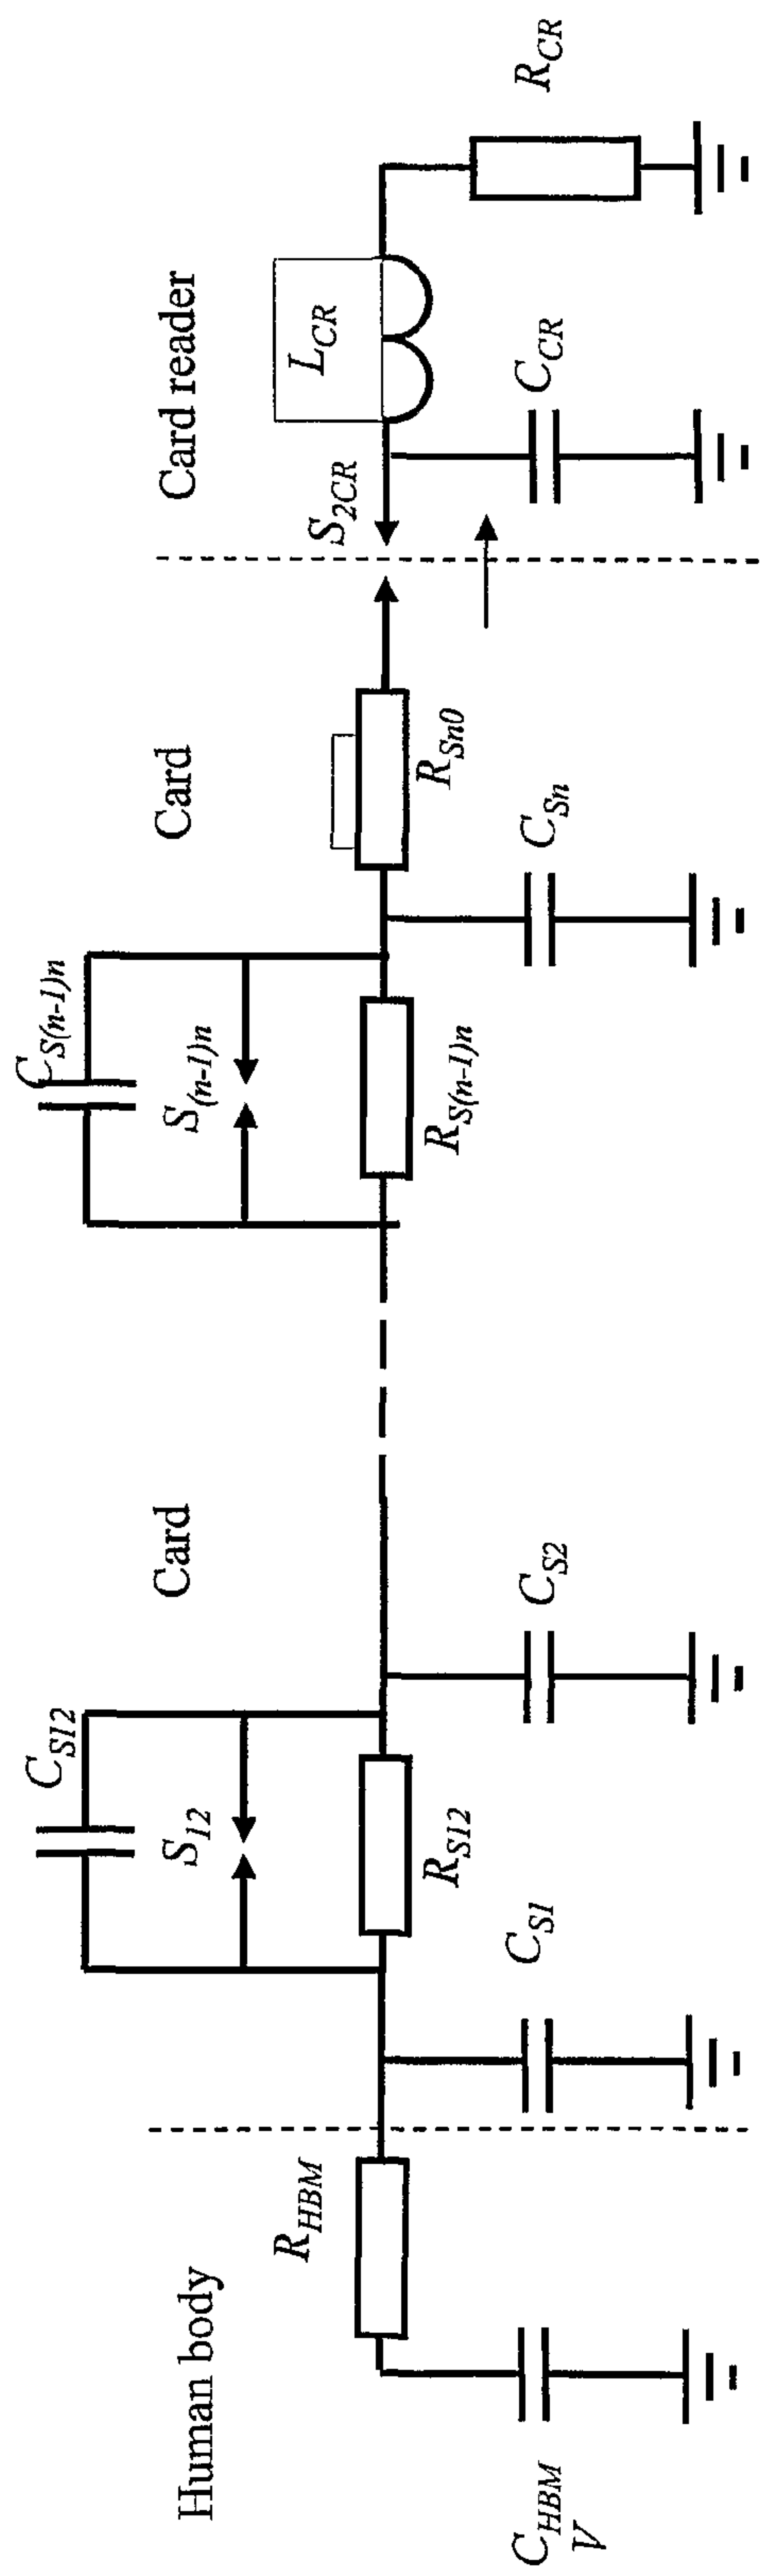 Human body
C_HBM
V
R_HBM
C_S1
C_S12
S_12
R_S12
C_S2
Card
C_S(n-1)n
S_(n-1)n
R_S(n-1)n
C_Sn
Card
R_Sn0
S_2CR
Card reader
L_CR
C_CR
R_CR